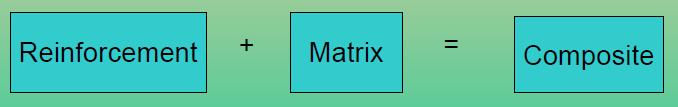 Reinforcement + Matrix = Composite